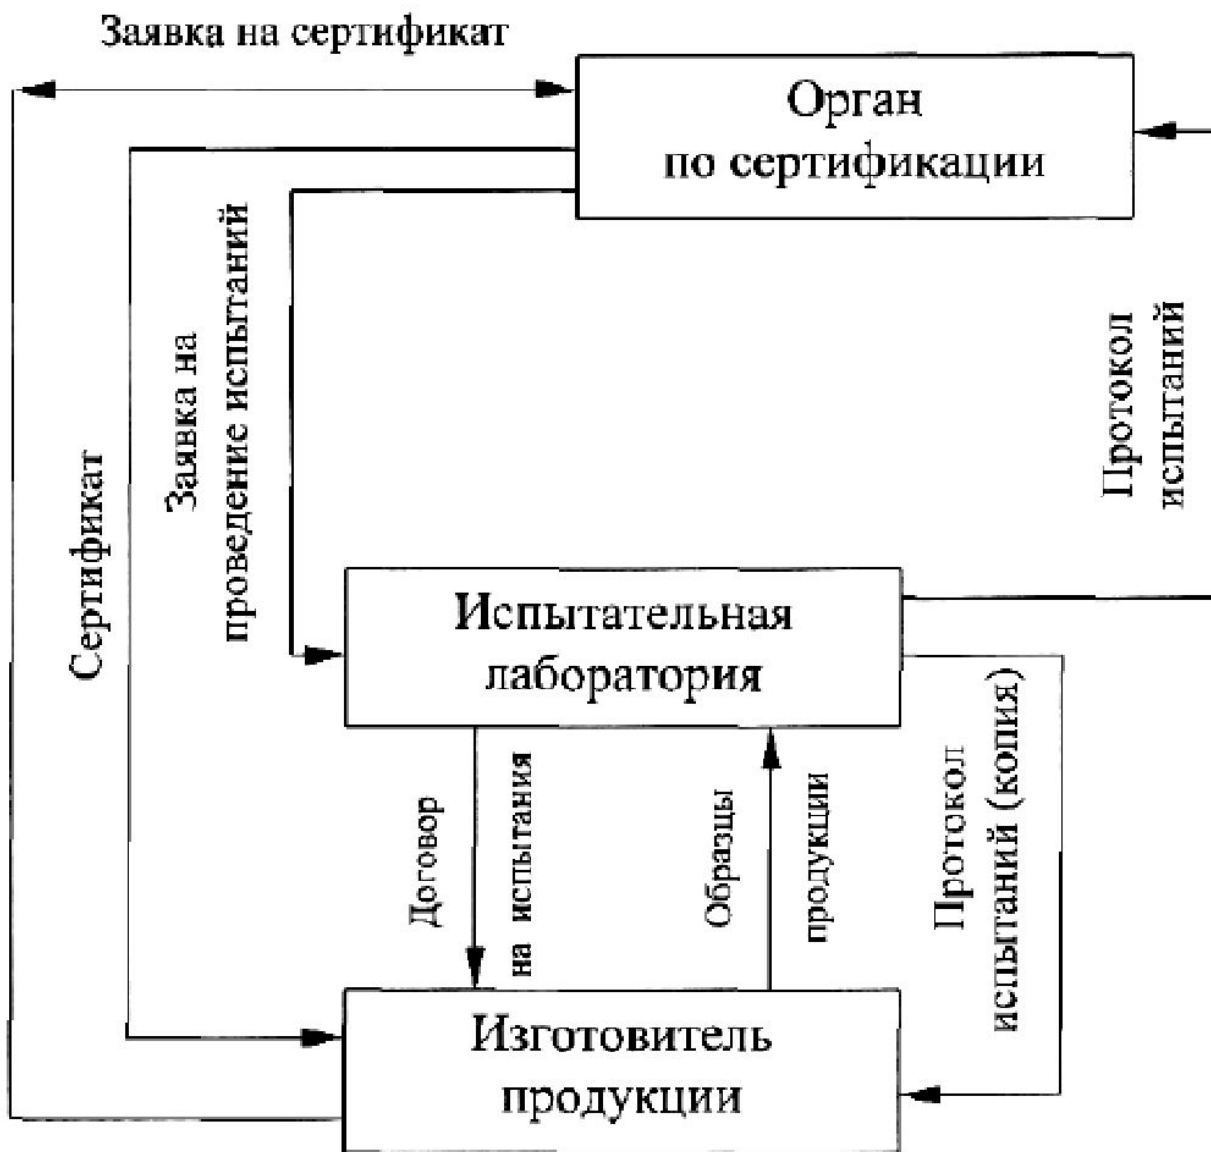 Заявка на сертификат
Орган
по сертификации
Сертификат
Заявка на
проведение испытаний
Протокол
испытаний
Испытательная
лаборатория
Договор
на испытания
Образцы
продукции
Протокол
испытаний (копия)
Изготовитель
продукции